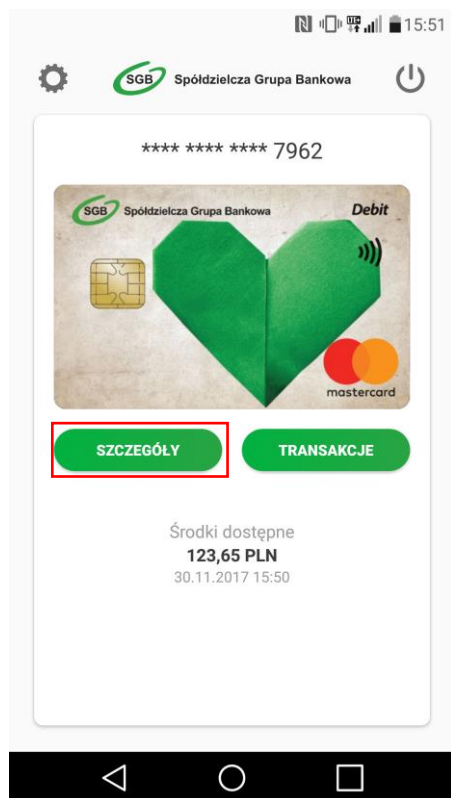 15:51
SGB Spółdzielcza Grupa Bankowa
**** **** **** 7962
SGB Spółdzielcza Grupa Bankowa Debit
mastercard
SZCZEGÓŁY TRANSAKCJE
Środki dostępne
123,65 PLN
30.11.2017 15:50